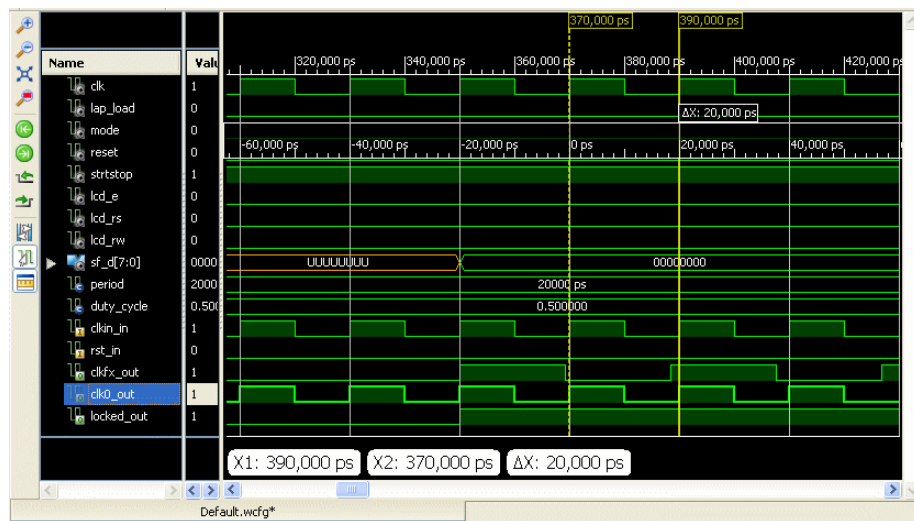 370,000 ps 390,000 ps
Name Valu
320,000 ps 340,000 ps 360,000 ps 380,000 ps 400,000 ps 420,000 ps
clk 1
lap_load 0
ΔX: 20,000 ps
mode 0
reset 0
-60,000 ps -40,000 ps -20,000 ps 0 ps 20,000 ps 40,000 ps
strtstop 1
lcd_e 0
lcd_rs 0
lcd_rw 0
sf_d[7:0] 0000 UUUUUUUU 00000000
period 2000 20000 ps
duty_cycle 0.500 0.500000
clkin_in 1
rst_in 0
clkfx_out 1
clk0_out 1
locked_out 1
X1: 390,000 ps X2: 370,000 ps ΔX: 20,000 ps
Default.wcfg*